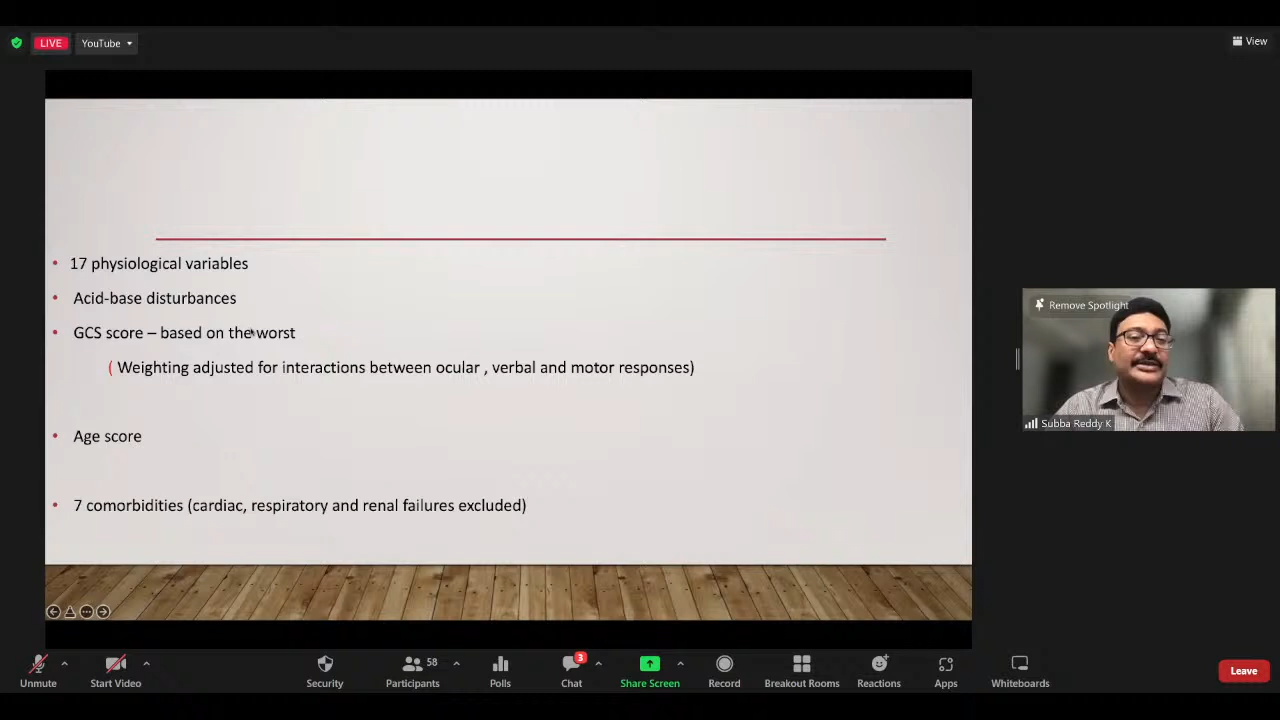 LIVE
YouTube
View
17 physiological variables
Acid-base disturbances
GCS score – based on the worst
( Weighting adjusted for interactions between ocular , verbal and motor responses)
Age score
7 comorbidities (cardiac, respiratory and renal failures excluded)
Remove Spotlight
Subba Reddy K
58
3
Unmute
Start Video
Security
Participants
Polls
Chat
Share Screen
Record
Breakout Rooms
Reactions
Apps
Whiteboards
Leave